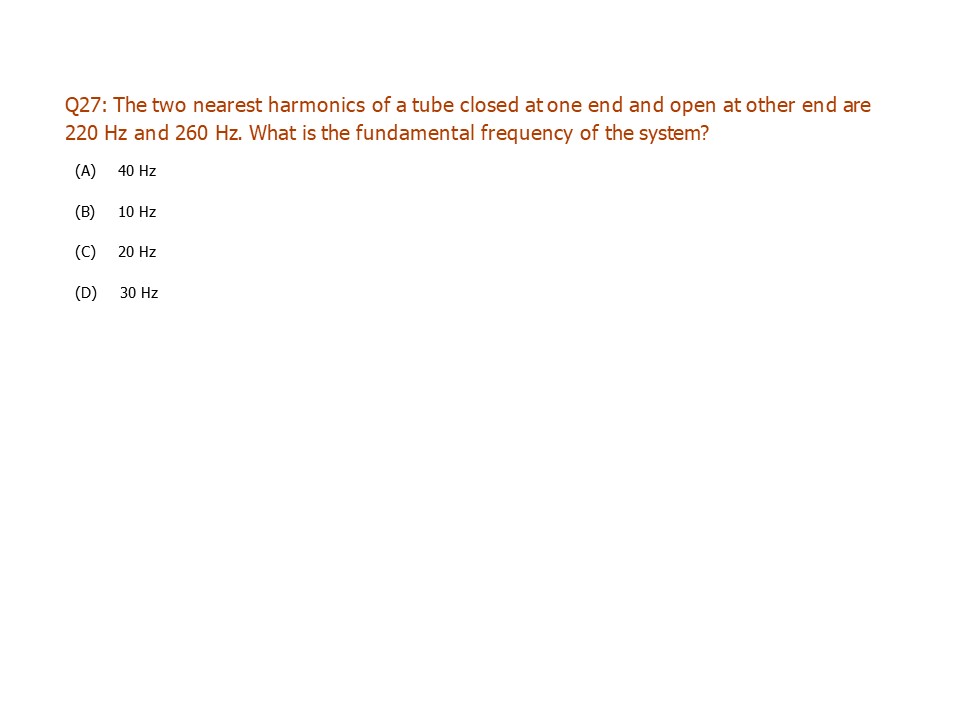 Q27: The two nearest harmonics of a tube closed at one end and open at other end are
220 Hz and 260 Hz. What is the fundamental frequency of the system?
(A) 40 Hz
(B) 10 Hz
(C) 20 Hz
(D) 30 Hz